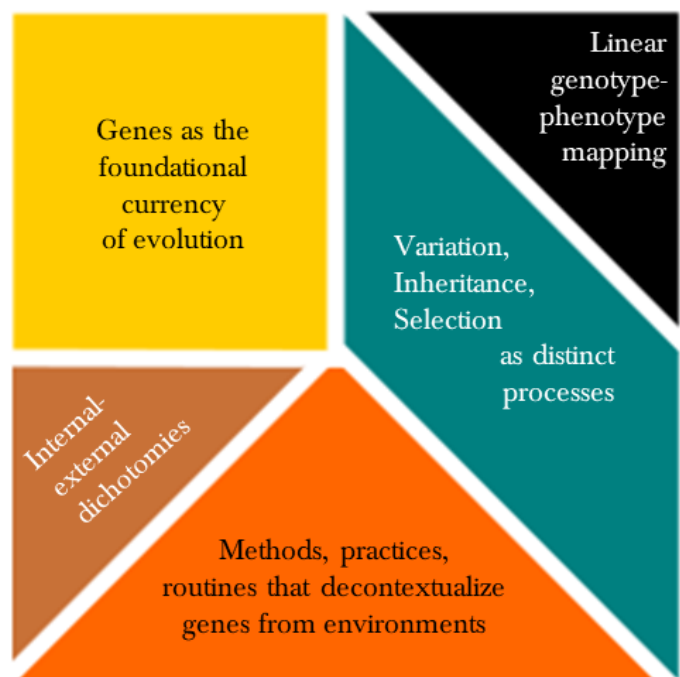 Genes as the
foundational
currency
of evolution
Linear
genotype-
phenotype
mapping
Variation,
Inheritance,
Selection
as distinct
processes
Internal-
external
dichotomies
Methods, practices,
routines that decontextualize
genes from environments